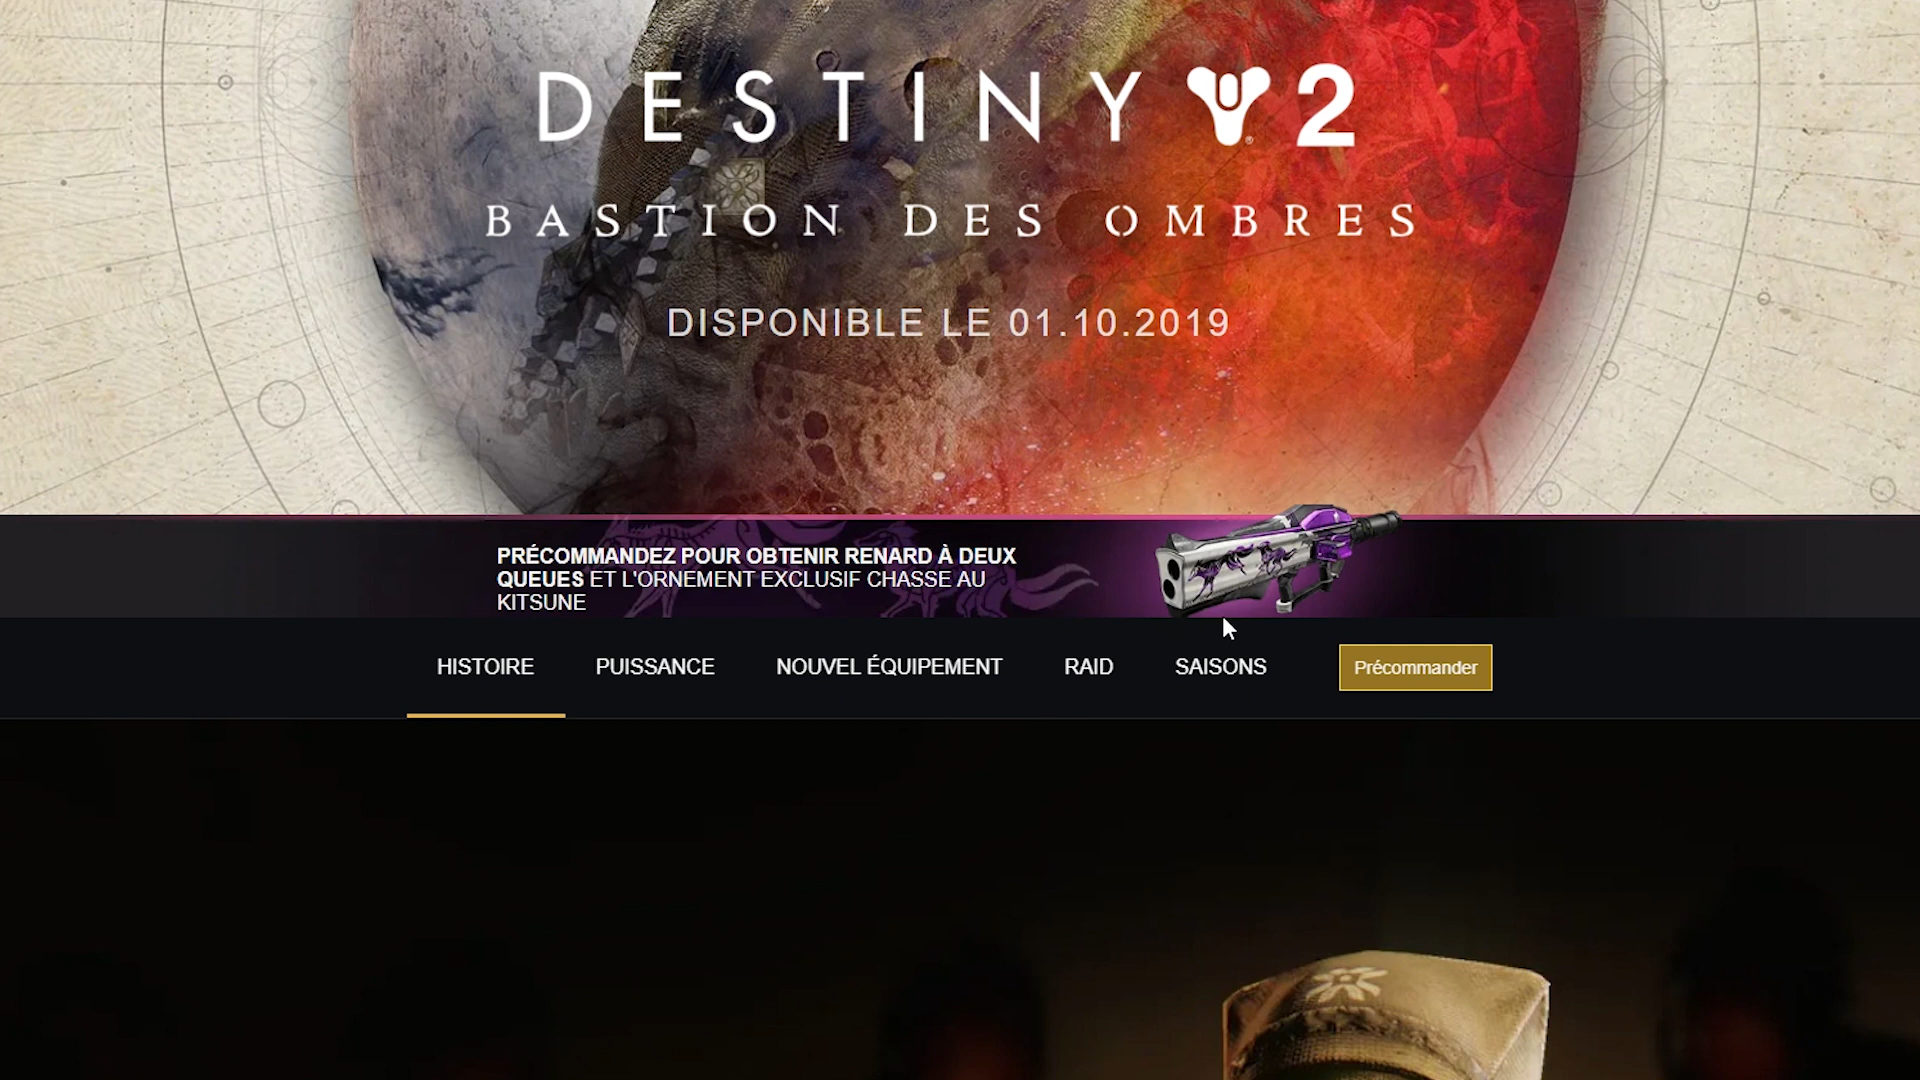 DESTINY 2
BASTION DES OMBRES
DISPONIBLE LE 01.10.2019
PRÉCOMMANDEZ POUR OBTENIR RENARD À DEUX
QUEUES ET L'ORNEMENT EXCLUSIF CHASSE AU
KITSUNE
HISTOIRE PUISSANCE NOUVEL ÉQUIPEMENT RAID SAISONS Précommander